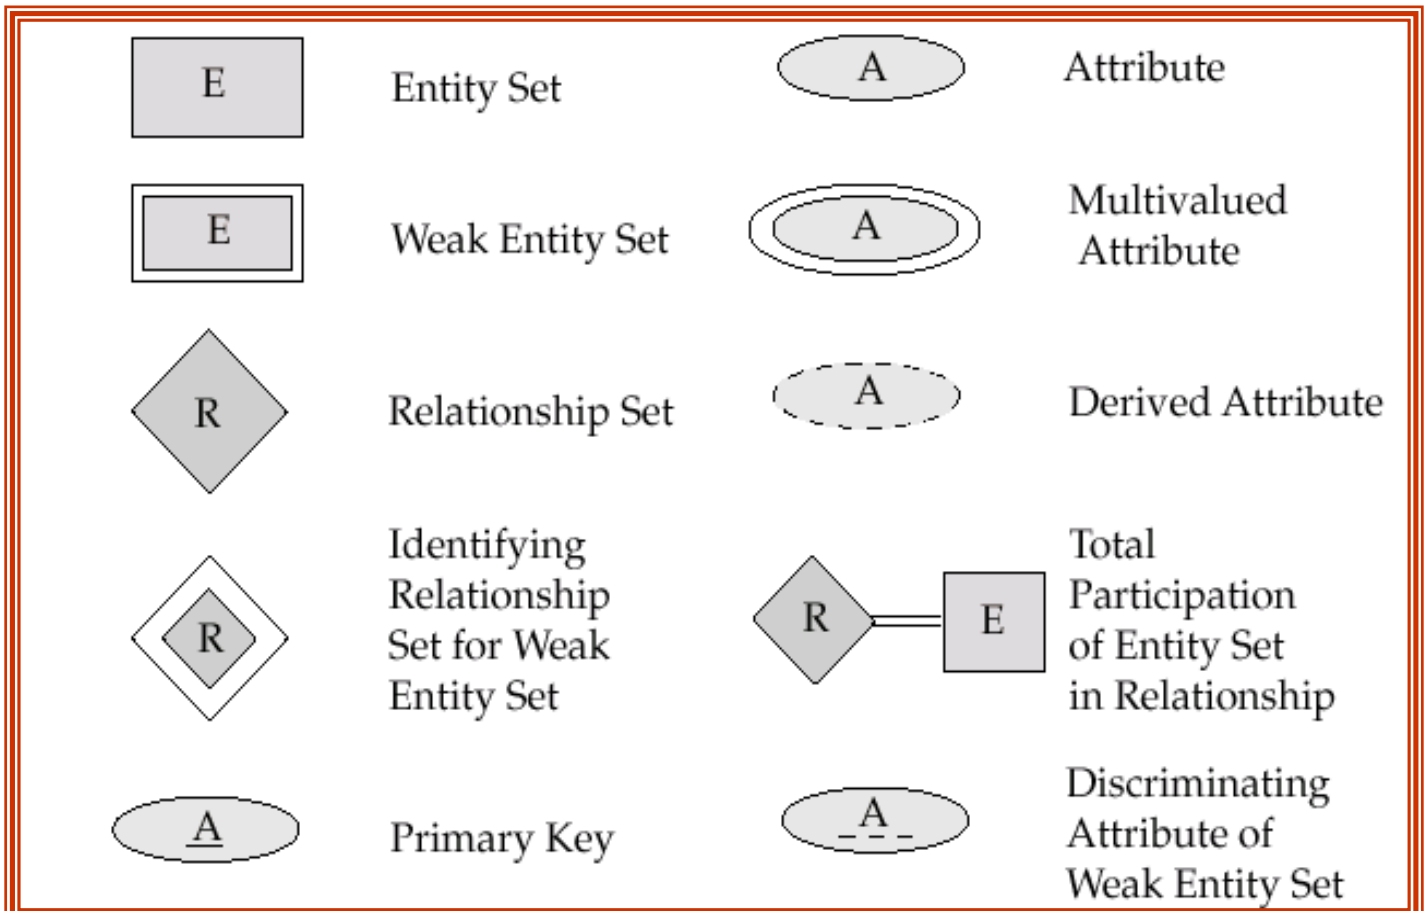 E
Entity Set
A
Attribute
E
Weak Entity Set
A
Multivalued
Attribute
R
Relationship Set
A
Derived Attribute
R
Identifying
Relationship
Set for Weak
Entity Set
R
E
Total
Participation
of Entity Set
in Relationship
A
Primary Key
A
Discriminating
Attribute of
Weak Entity Set